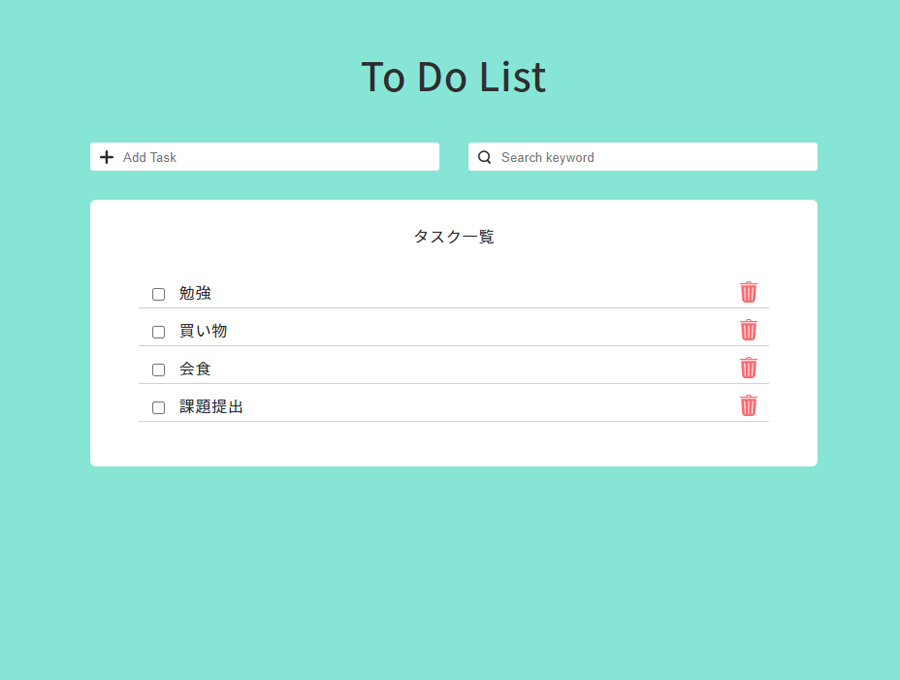 To Do List
Add Task
Search keyword
タスク一覧
勉強
買い物
会食
課題提出